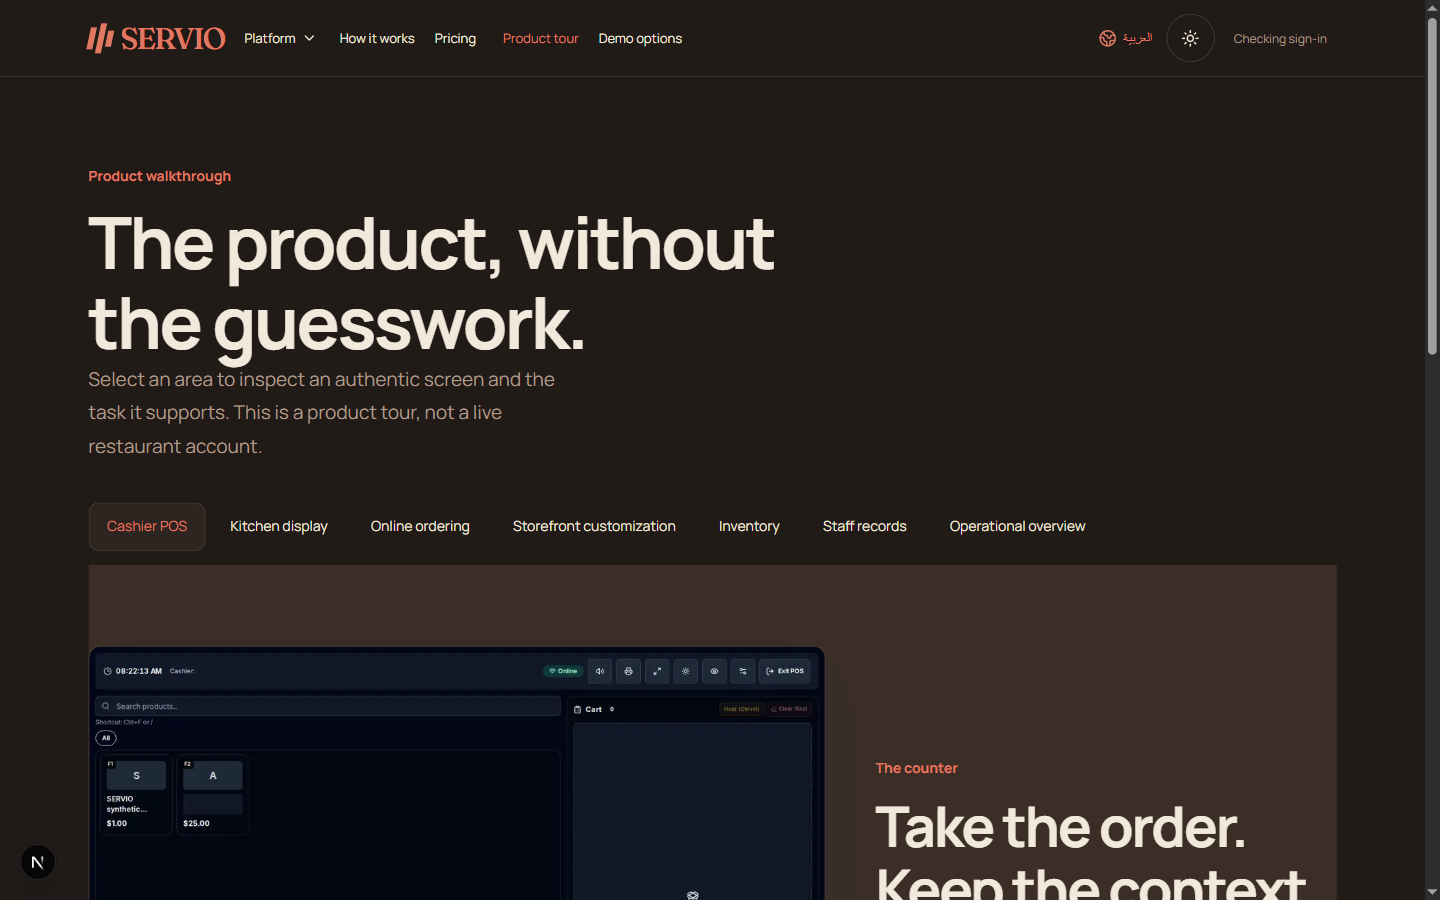 SERVIO
Platform
How it works
Pricing
Product tour
Demo options
العربية
Checking sign-in
Product walkthrough
The product, without
the guesswork.
Select an area to inspect an authentic screen and the
task it supports. This is a product tour, not a live
restaurant account.
Cashier POS
Kitchen display
Online ordering
Storefront customization
Inventory
Staff records
Operational overview
08:22:13 AM
Cashier:
Online
Exit POS
Search products...
Shortcut: Ctrl+F or /
All
F1
S
SERVIO
synthetic...
$1.00
F2
A
$25.00
Cart 0
Hold (Ctrl+H)
Clear (Esc)
The counter
Take the order.
Keep the context
N